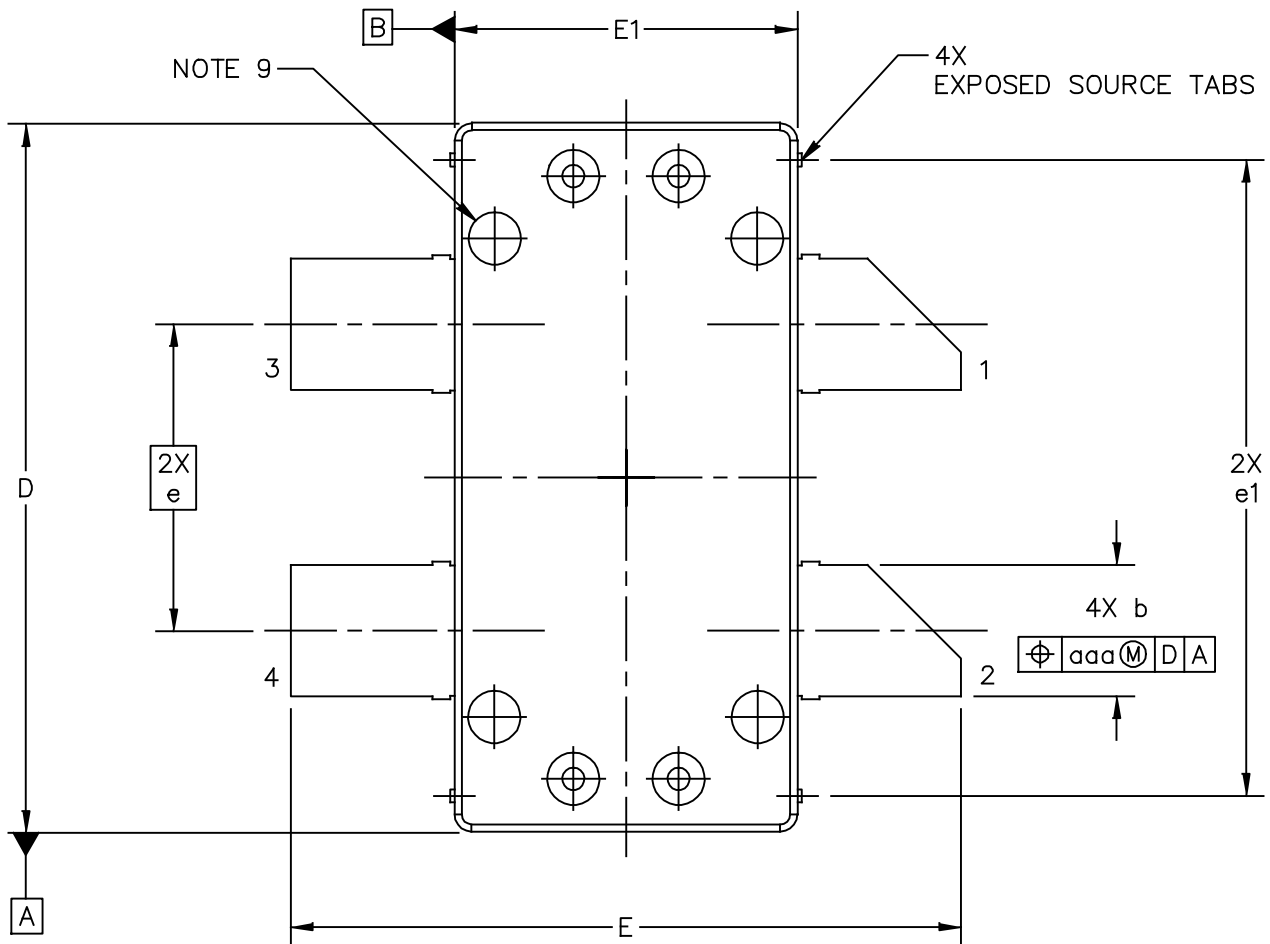 B
E1
4X
EXPOSED SOURCE TABS
NOTE 9
3
1
2X
e
D
2X
e1
4X b
⌖ aaa Ⓜ D A
4
2
A
E